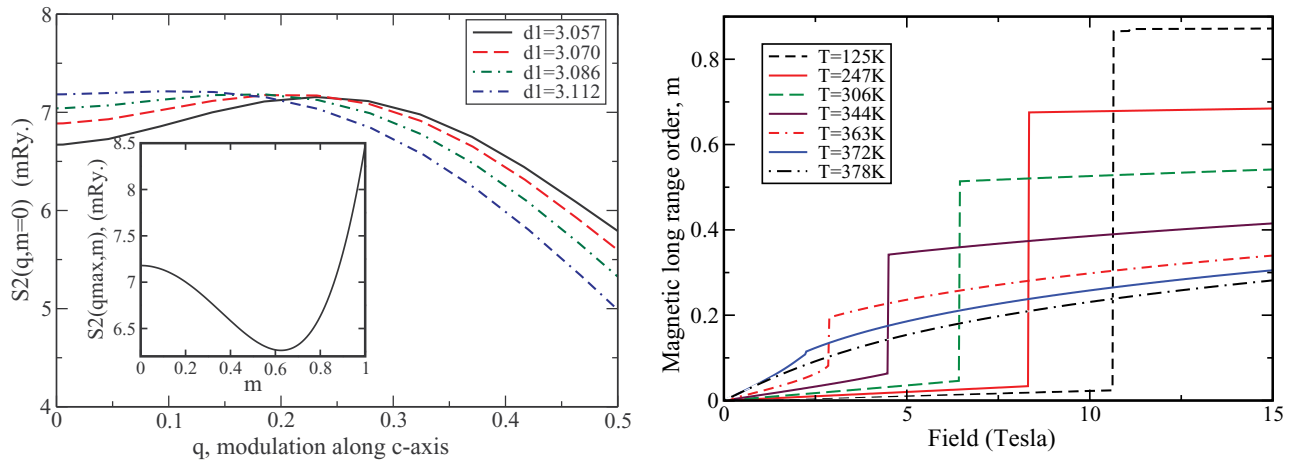 8
7
6
5
4
S2(q,m=0) (mRy.)
0
0.1
0.2
0.3
0.4
0.5
q, modulation along c-axis
d1=3.057
d1=3.070
d1=3.086
d1=3.112
8.5
8
7.5
7
6.5
S2(qmax,m), (mRy.)
0
0.2
0.4
0.6
0.8
1
m
0.8
0.6
0.4
0.2
0
Magnetic long range order, m
T=125K
T=247K
T=306K
T=344K
T=363K
T=372K
T=378K
0
5
10
15
Field (Tesla)